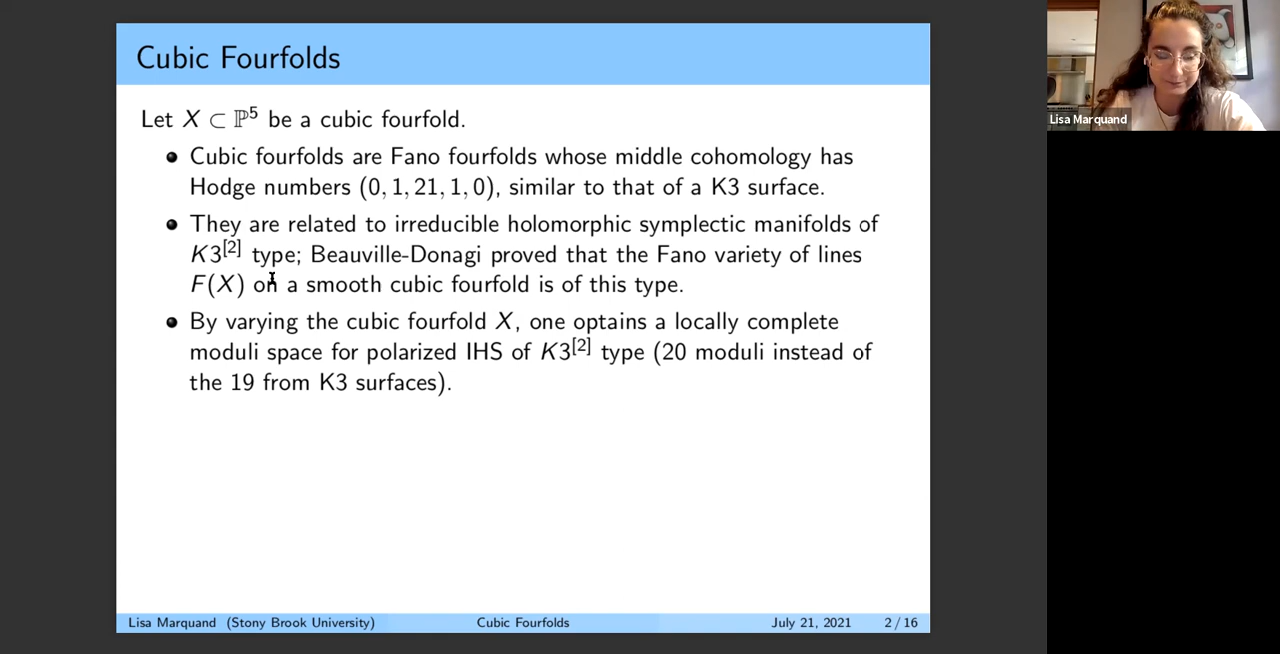 Cubic Fourfolds
Let X ⊂ ℙ⁵ be a cubic fourfold.
Cubic fourfolds are Fano fourfolds whose middle cohomology has
Hodge numbers (0, 1, 21, 1, 0), similar to that of a K3 surface.
They are related to irreducible holomorphic symplectic manifolds of
K3^[2] type; Beauville-Donagi proved that the Fano variety of lines
F(X) on a smooth cubic fourfold is of this type.
By varying the cubic fourfold X, one optains a locally complete
moduli space for polarized IHS of K3^[2] type (20 moduli instead of
the 19 from K3 surfaces).
Lisa Marquand (Stony Brook University) Cubic Fourfolds July 21, 2021 2 / 16
Lisa Marquand